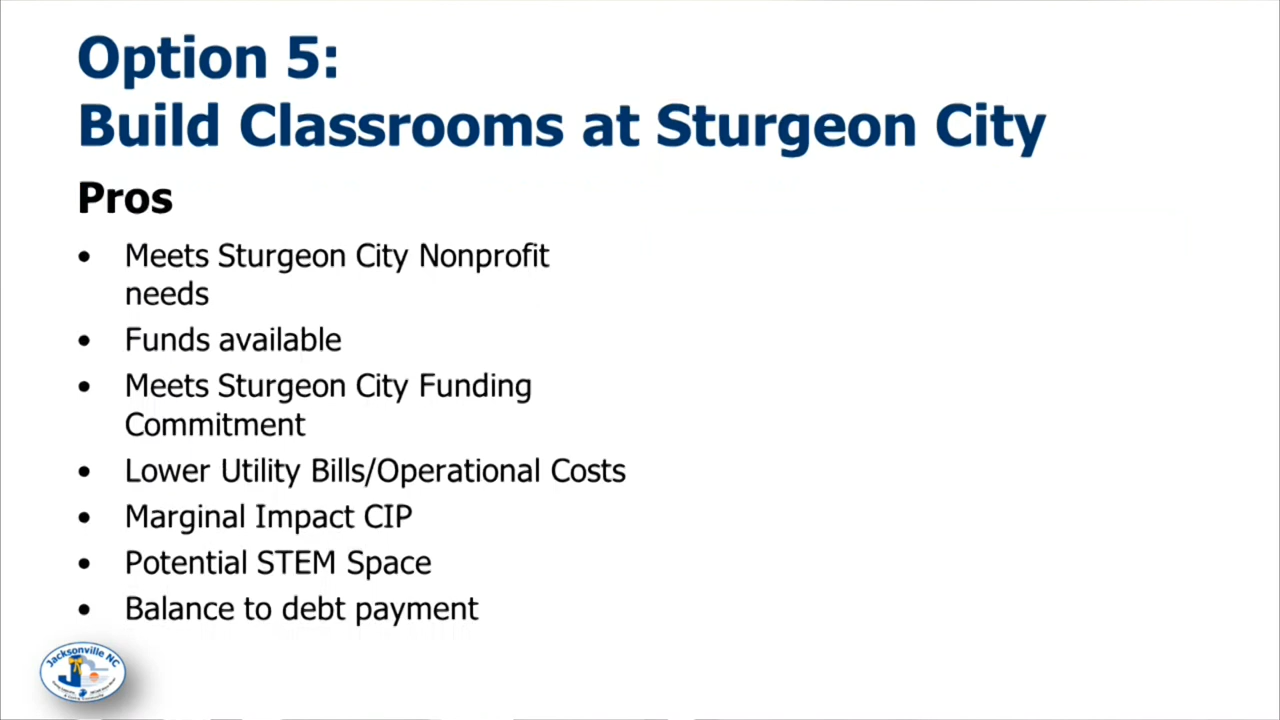 Option 5:
Build Classrooms at Sturgeon City
Pros
• Meets Sturgeon City Nonprofit
needs
• Funds available
• Meets Sturgeon City Funding
Commitment
• Lower Utility Bills/Operational Costs
• Marginal Impact CIP
• Potential STEM Space
• Balance to debt payment
Jacksonville NC